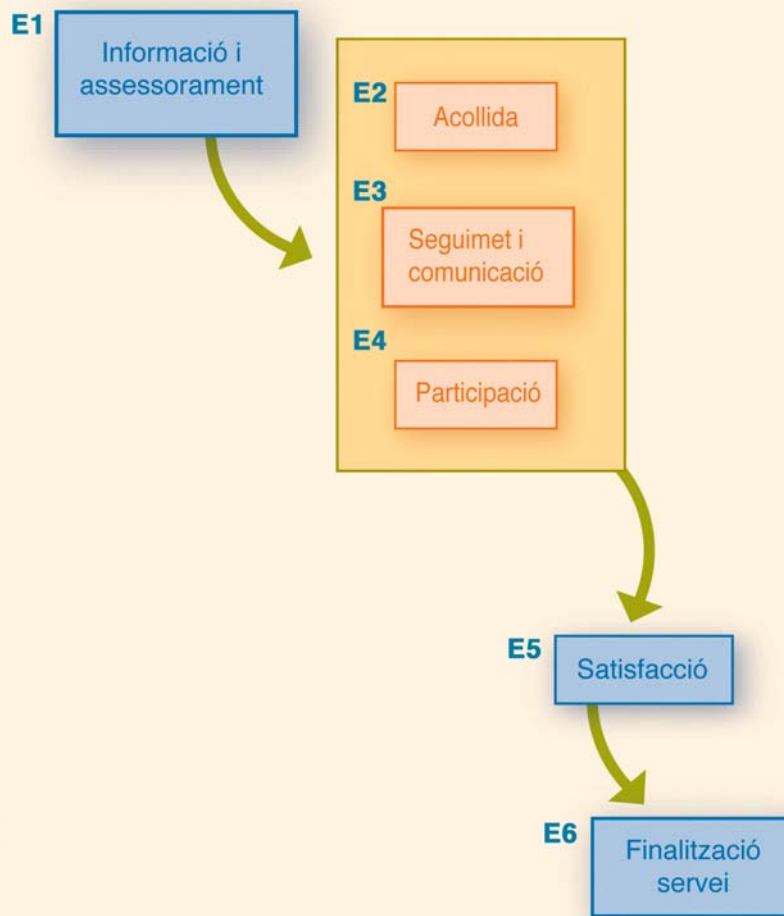 E1
Informació i
assessorament
E2
Acollida
E3
Seguimet i
comunicació
E4
Participació
E5
Satisfacció
E6
Finalització
servei